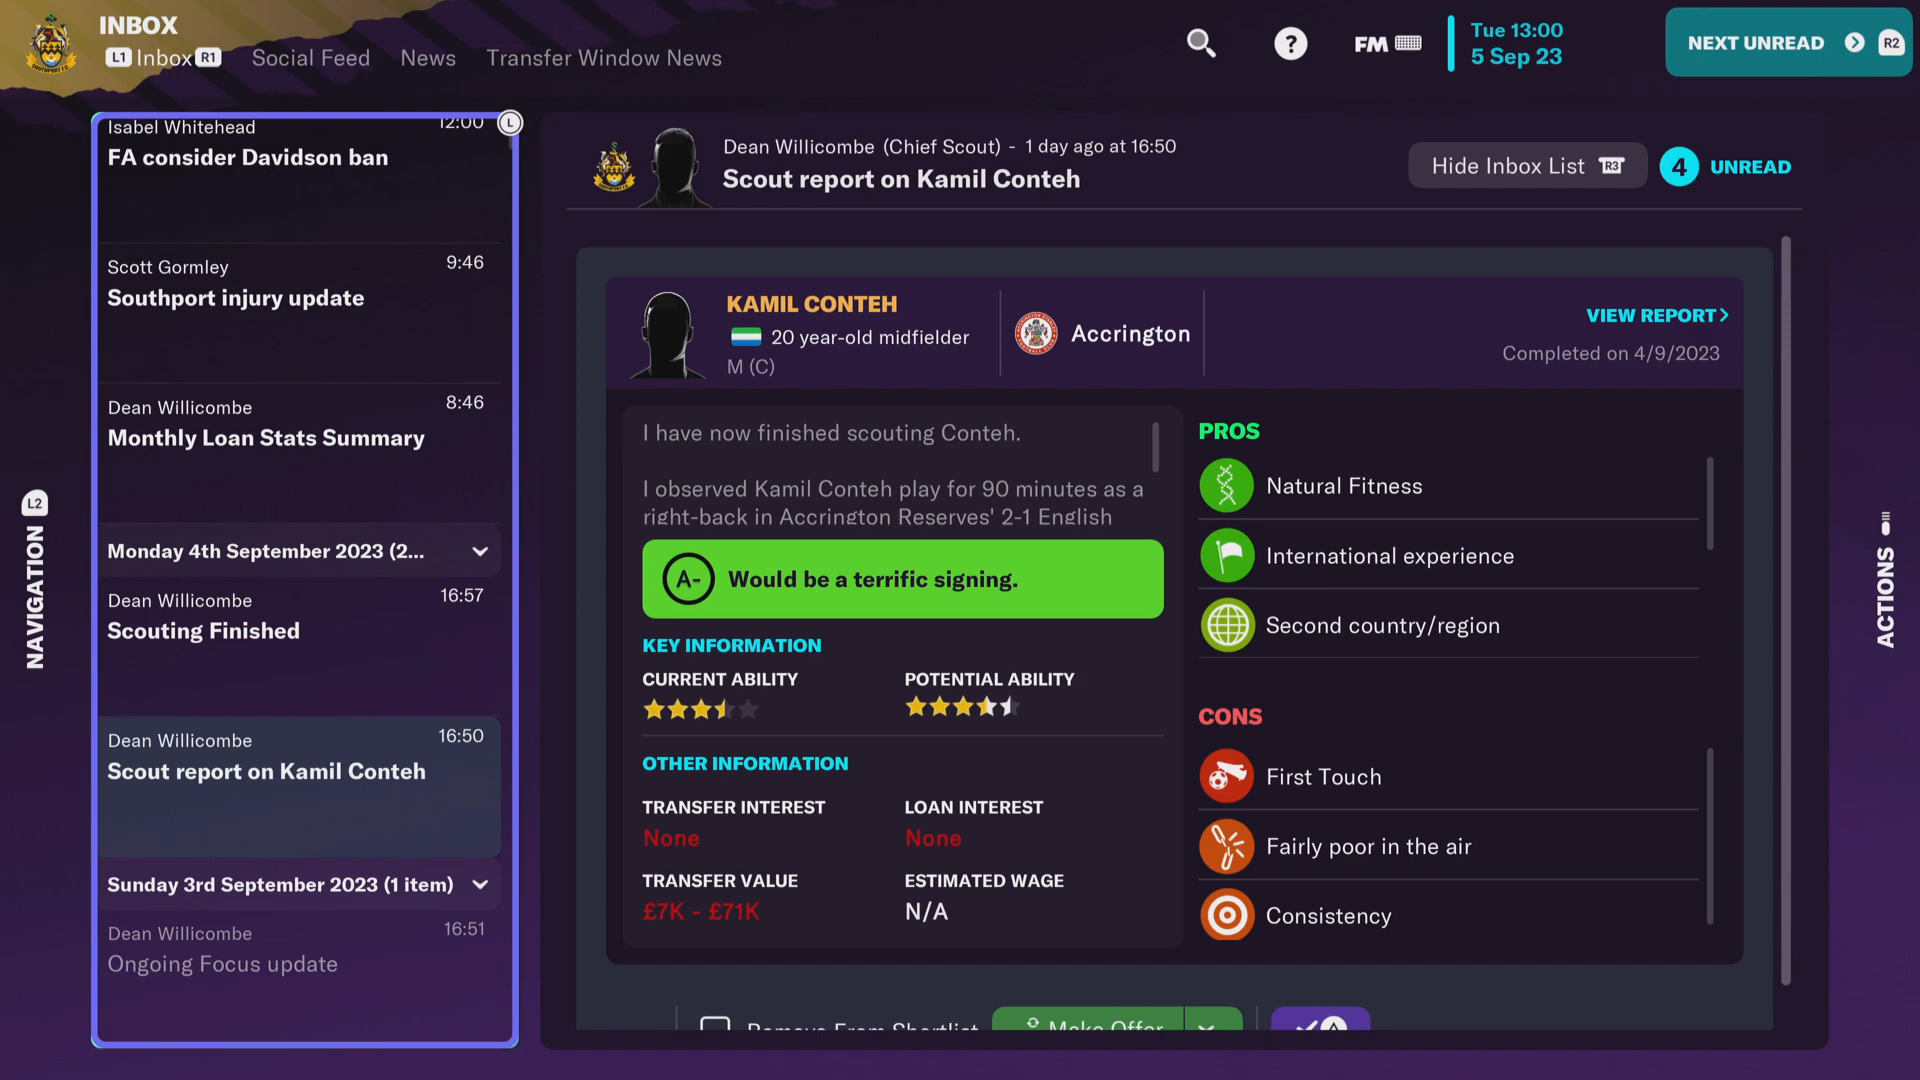 INBOX
L1 Inbox R1 Social Feed News Transfer Window News
FM
Tue 13:00
5 Sep 23
NEXT UNREAD R2
L
Isabel Whitehead 12:00
FA consider Davidson ban
Scott Gormley 9:46
Southport injury update
Dean Willicombe 8:46
Monthly Loan Stats Summary
Monday 4th September 2023 (2...
Dean Willicombe 16:57
Scouting Finished
Dean Willicombe 16:50
Scout report on Kamil Conteh
Sunday 3rd September 2023 (1 item)
Dean Willicombe 16:51
Ongoing Focus update
L2
NAVIGATION
Dean Willicombe (Chief Scout) - 1 day ago at 16:50
Scout report on Kamil Conteh
Hide Inbox List R3
4 UNREAD
KAMIL CONTEH
20 year-old midfielder
M (C)
Accrington
VIEW REPORT
Completed on 4/9/2023
I have now finished scouting Conteh.
I observed Kamil Conteh play for 90 minutes as a
right-back in Accrington Reserves' 2-1 English
A- Would be a terrific signing.
KEY INFORMATION
CURRENT ABILITY POTENTIAL ABILITY
OTHER INFORMATION
TRANSFER INTEREST LOAN INTEREST
None None
TRANSFER VALUE ESTIMATED WAGE
£7K - £71K N/A
PROS
Natural Fitness
International experience
Second country/region
CONS
First Touch
Fairly poor in the air
Consistency
Remove From Shortlist Make Offer
ACTIONS